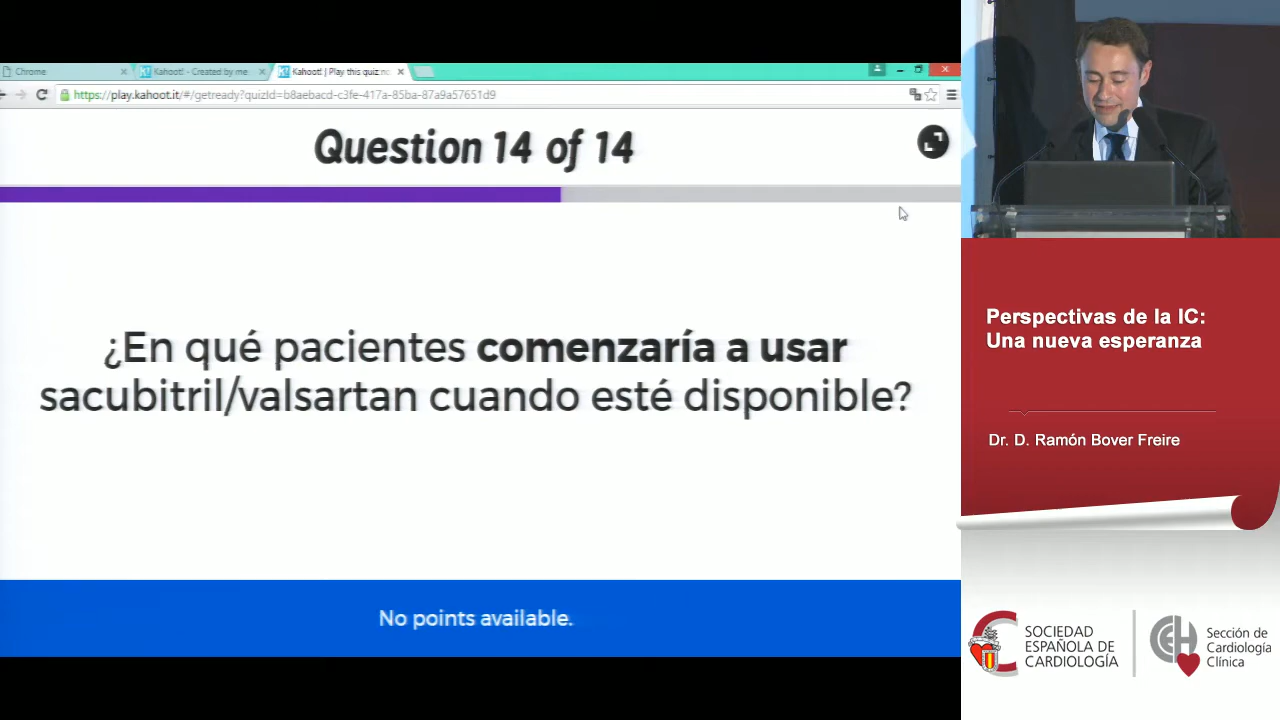 Chrome
Kahoot! - Created by me
Kahoot! | Play this quiz no
https://play.kahoot.it/#/getready?quizId=b8aebacd-c3fe-417a-85ba-87a9a57651d9
Question 14 of 14
¿En qué pacientes comenzaría a usar
sacubitril/valsartan cuando esté disponible?
No points available.
Perspectivas de la IC:
Una nueva esperanza
Dr. D. Ramón Bover Freire
SOCIEDAD
ESPAÑOLA DE
CARDIOLOGÍA
Sección de
Cardiología
Clínica